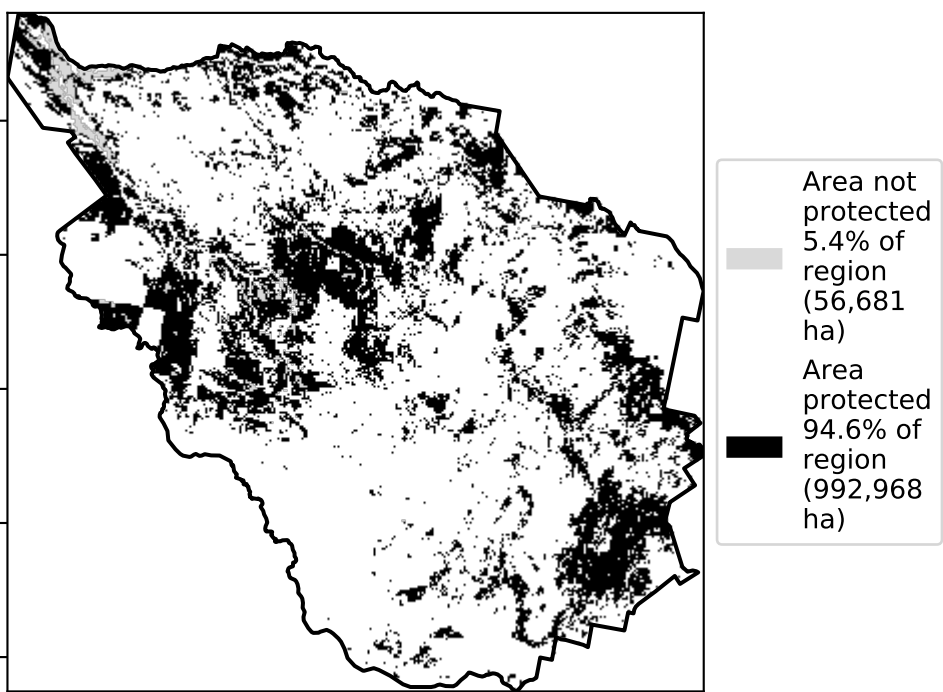 Area not
protected
5.4% of
region
(56,681
ha)
Area
protected
94.6% of
region
(992,968
ha)